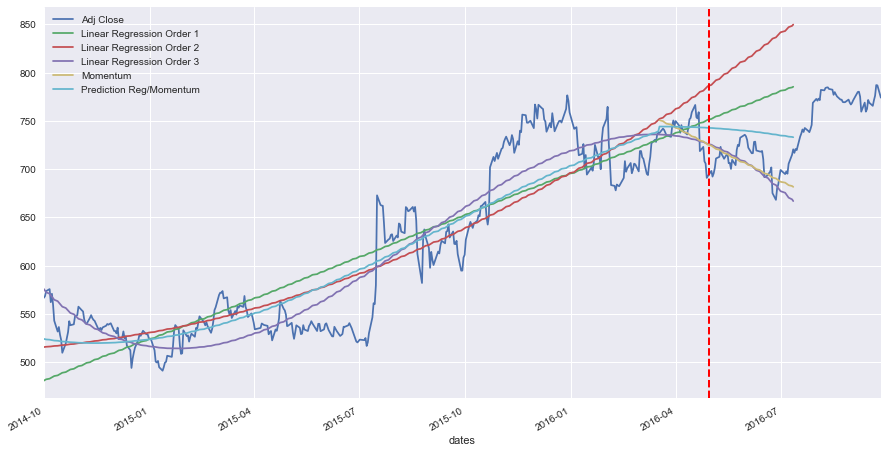 Adj Close
Linear Regression Order 1
Linear Regression Order 2
Linear Regression Order 3
Momentum
Prediction Reg/Momentum
850
800
750
700
650
600
550
500
2014-10
2015-01
2015-04
2015-07
2015-10
2016-01
2016-04
2016-07
dates